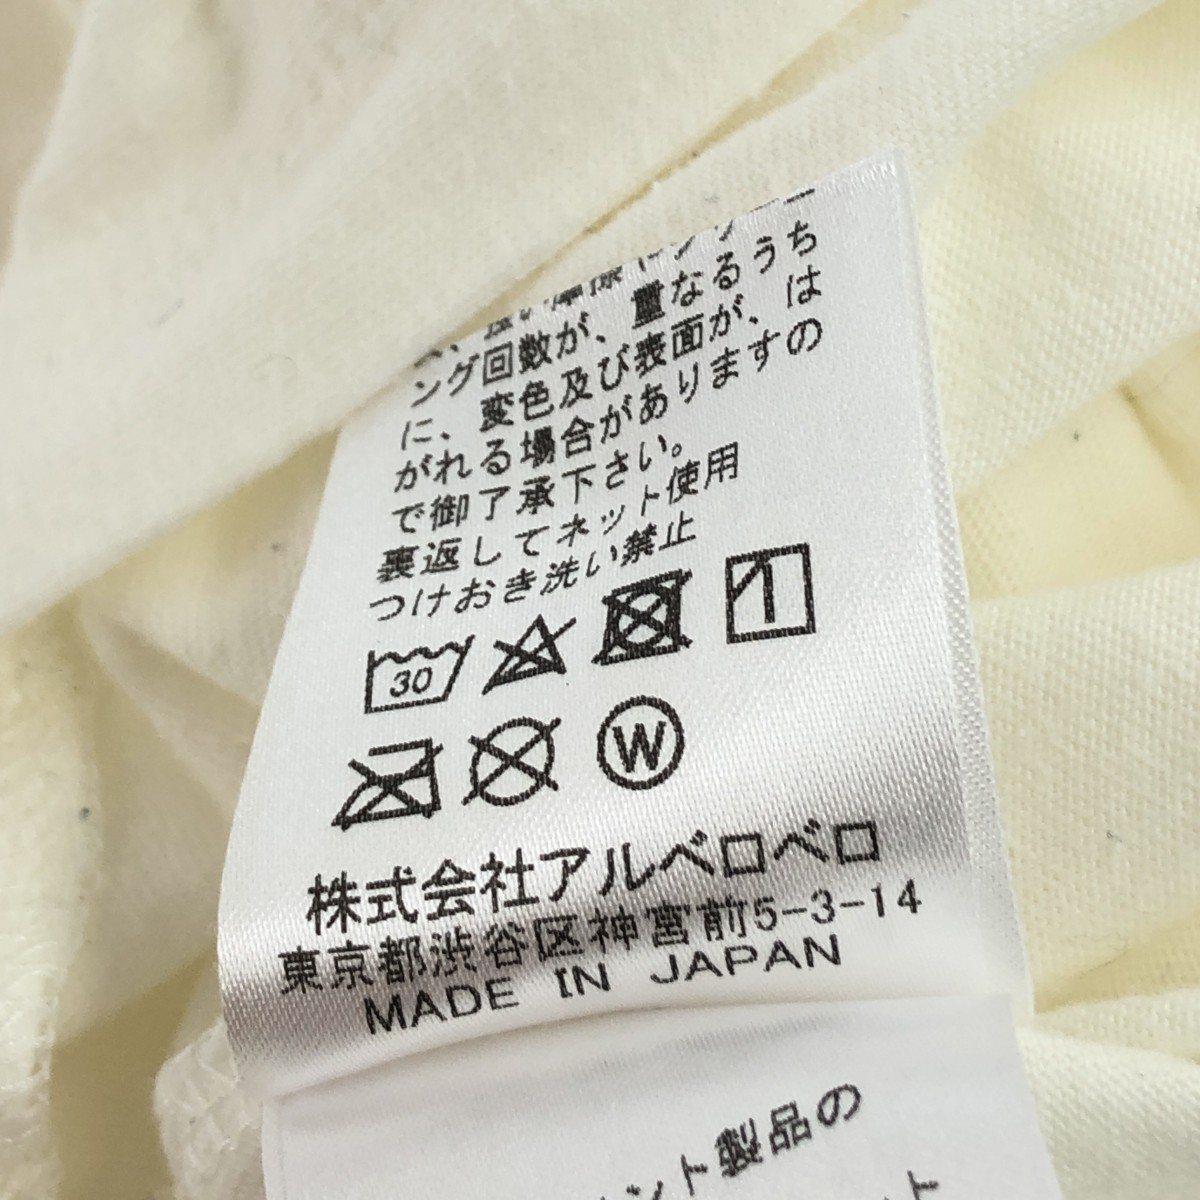 ング回数が、重なるうち
に、変色及び表面が、は
がれる場合がありますの
で御了承下さい。
裏返してネット使用
つけおき洗い禁止
30
W
株式会社アルベロベロ
東京都渋谷区神宮前5-3-14
MADE IN JAPAN
ント製品の